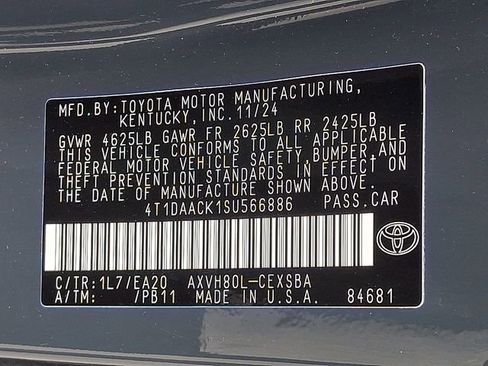 MFD.BY:TOYOTA MOTOR MANUFACTURING,
KENTUCKY,INC.11/24
GVWR 4625LB GAWR FR 2625LB RR 2425LB
THIS VEHICLE CONFORMS TO ALL APPLICABLE
FEDERAL MOTOR VEHICLE SAFETY,BUMPER AND
THEFT PREVENTION STANDARDS IN EFFECT ON
THE DATE OF MANUFACTURE SHOWN ABOVE.
4T1DAACK1SU566886 PASS.CAR
C/TR:1L7/EA20 AXVH80L-CEXSBA
A/TM: /PB11 MADE IN U.S.A. 84681